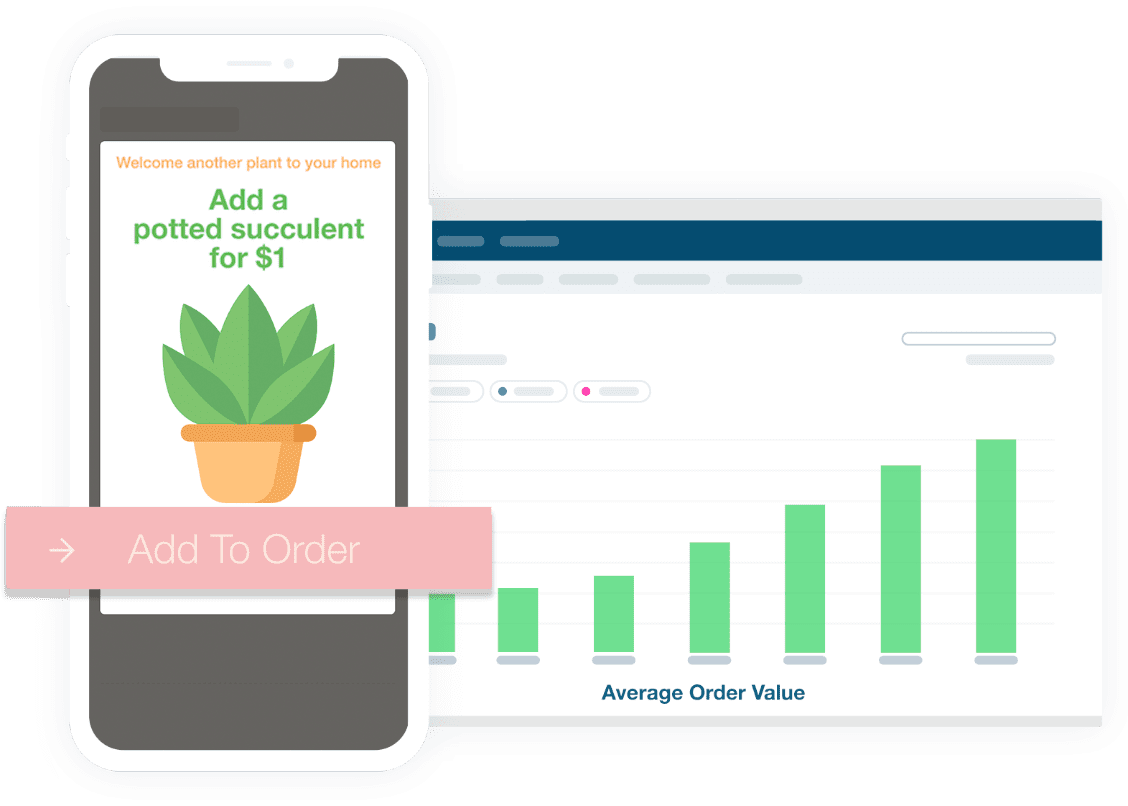 Welcome another plant to your home
Add a
potted succulent
for $1
Add To Order
Average Order Value